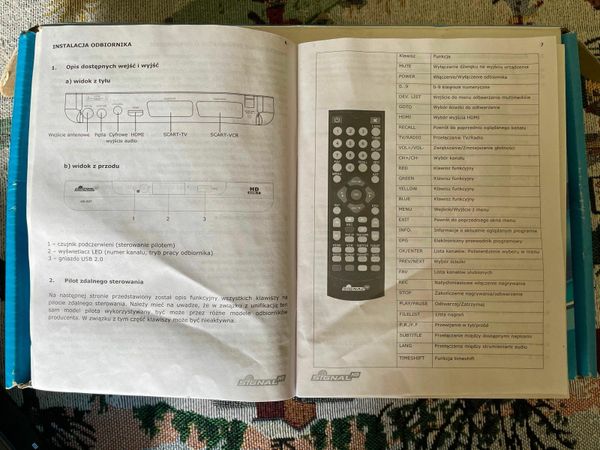 INSTALACJA ODBIORNIKA
1. Opis dostępnych wejść i wyjść
a) widok z tyłu
Wejście antenowe Pętla Cyfrowe HDMI SCART-TV SCART-VCR
wyjście audio
b) widok z przodu
SIGNAL HD
1 2 3
1 – czujnik podczerwieni (sterowanie pilotem)
2 – wyświetlacz LED (numer kanału, tryb pracy odbiornika)
3 – gniazdo USB 2.0
2. Pilot zdalnego sterowania
Na następnej stronie przedstawiony został opis funkcyjny wszystkich klawiszy na
pilocie zdalnego sterowania. Należy mieć na uwadze, że w związku z unifikacją ten
sam model pilota wykorzystywany być może przez różne modele odbiorników
producenta. W związku z tym część klawiszy może być nieaktywna.
SIGNAL HD
7
Klawisz Funkcja
MUTE Wyłączenie dźwięku na wyjściu urządzenia
POWER Włączenie/Wyłączenie odbiornika
0..9 0-9 klawisze numeryczne
DEV. LIST Wejście do menu odtwarzania multimediów
GOTO Wybór ścieżki do odtwarzania
HDMI Wybór wyjścia HDMI
RECALL Powrót do poprzednio oglądanego kanału
TV/RADIO Przełączanie TV/Radio
VOL+/VOL- Zwiększanie/Zmniejszanie głośności
CH+/CH- Wybór kanału
RED Klawisz funkcyjny
GREEN Klawisz funkcyjny
YELLOW Klawisz funkcyjny
BLUE Klawisz funkcyjny
MENU Wejście/Wyjście z menu
EXIT Powrót do poprzedniego okna menu
INFO. Informacja o aktualnie oglądanym programie
EPG Elektroniczny przewodnik programowy
OK/ENTER Lista kanałów; Potwierdzenie wyboru w menu
PREV/NEXT Wybór ścieżki
FAV Lista kanałów ulubionych
REC Natychmiastowe włączenie nagrywania
STOP Zakończenie nagrywania/odtwarzania
PLAY/PAUSE Odtwarzaj/Zatrzymaj
FILELIST Lista nagrań
F.R./F.F Przewijanie w tył/przód
SUBTITLE Przełączanie między dostępnymi napisami
LANG Przełączanie między strumieniami audio
TIMESHIFT Funkcja timeshift
SIGNAL
SIGNAL HD